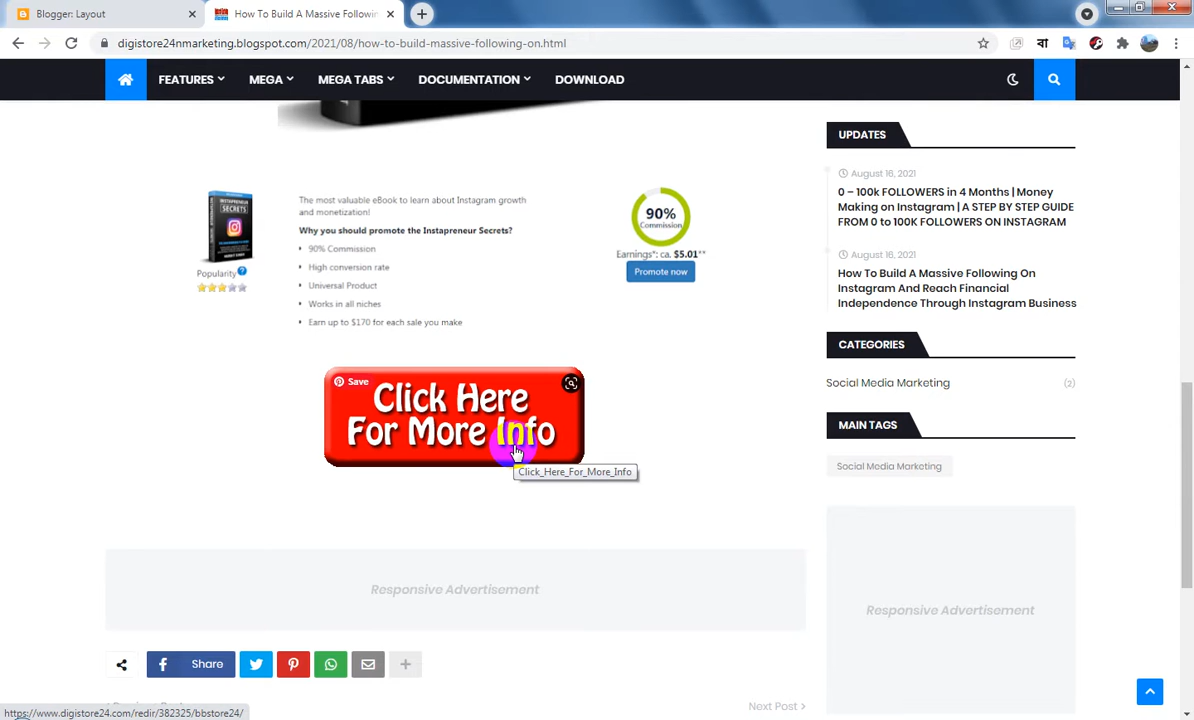 Blogger: Layout
How To Build A Massive Followin
digistore24nmarketing.blogspot.com/2021/08/how-to-build-massive-following-on.html
বা
FEATURES
MEGA
MEGA TABS
DOCUMENTATION
DOWNLOAD
The most valuable eBook to learn about Instagram growth
and monetization!
Why you should promote the Instapreneur Secrets?
90% Commission
High conversion rate
Universal Product
Works in all niches
Earn up to $170 for each sale you make
INSTAPRENEUR
SECRETS
Popularity
90%
Commission
Earnings*: ca. $5.01**
Promote now
Save
Click Here
For More Info
Click_Here_For_More_Info
Responsive Advertisement
Share
Next Post
https://www.digistore24.com/redir/382325/bbstore24/
UPDATES
August 16, 2021
0 – 100k FOLLOWERS in 4 Months | Money
Making on Instagram | A STEP BY STEP GUIDE
FROM 0 to 100K FOLLOWERS ON INSTAGRAM
August 16, 2021
How To Build A Massive Following On
Instagram And Reach Financial
Independence Through Instagram Business
CATEGORIES
Social Media Marketing
(2)
MAIN TAGS
Social Media Marketing
Responsive Advertisement